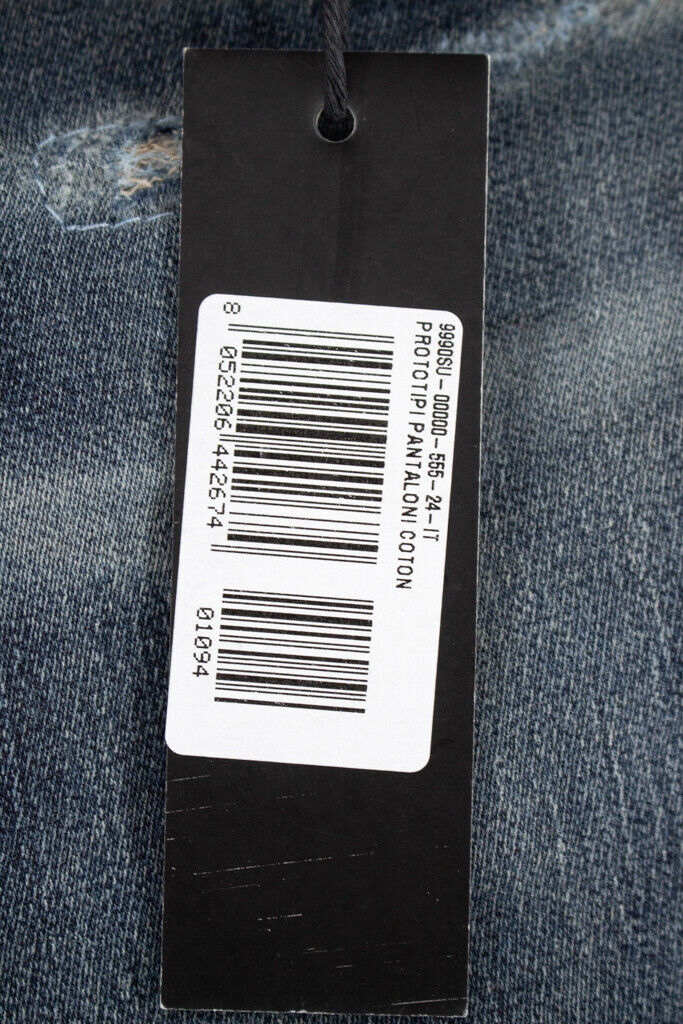 9990SU-00000-555-24-IT
PROTOTIPI PANTALONI COTON
8 052206 442674
01094